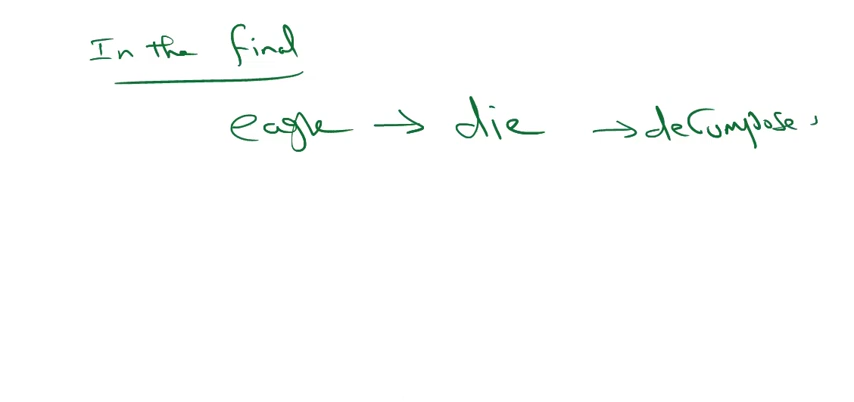 In the final
eagle → die → decompose,